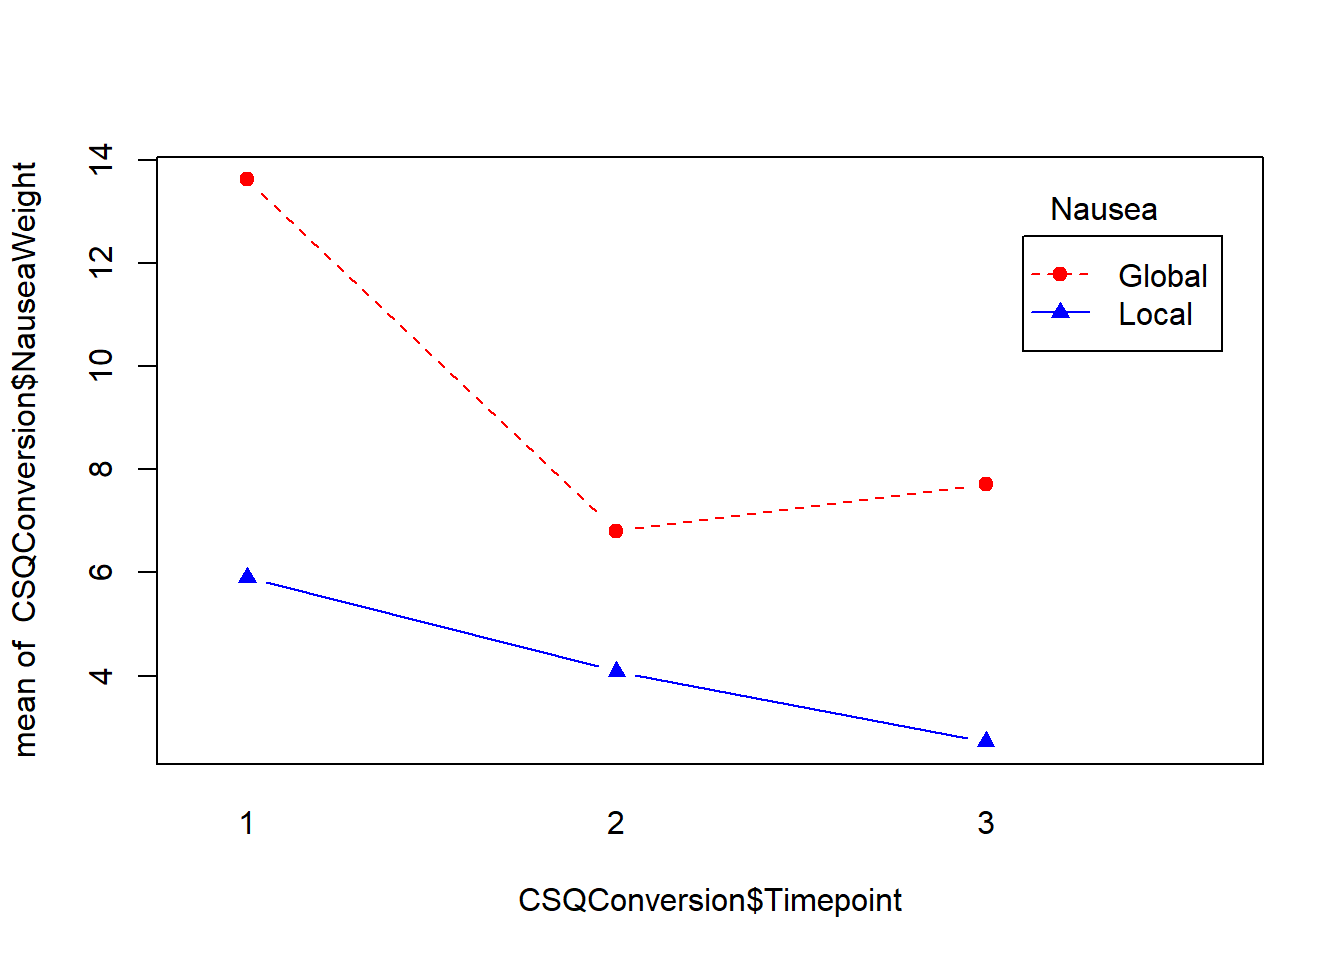 mean of  CSQConversion$NauseaWeight
14
12
10
8
6
4
Nausea
Global
Local
1 2 3
CSQConversion$Timepoint